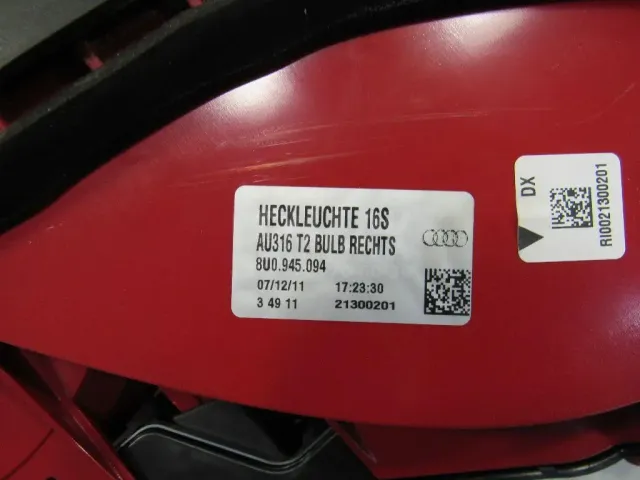 HECKLEUCHTE 16S
AU316 T2 BULB RECHTS
8U0.945.094
07/12/11 17:23:30
3 49 11 21300201
DX
RI0021300201